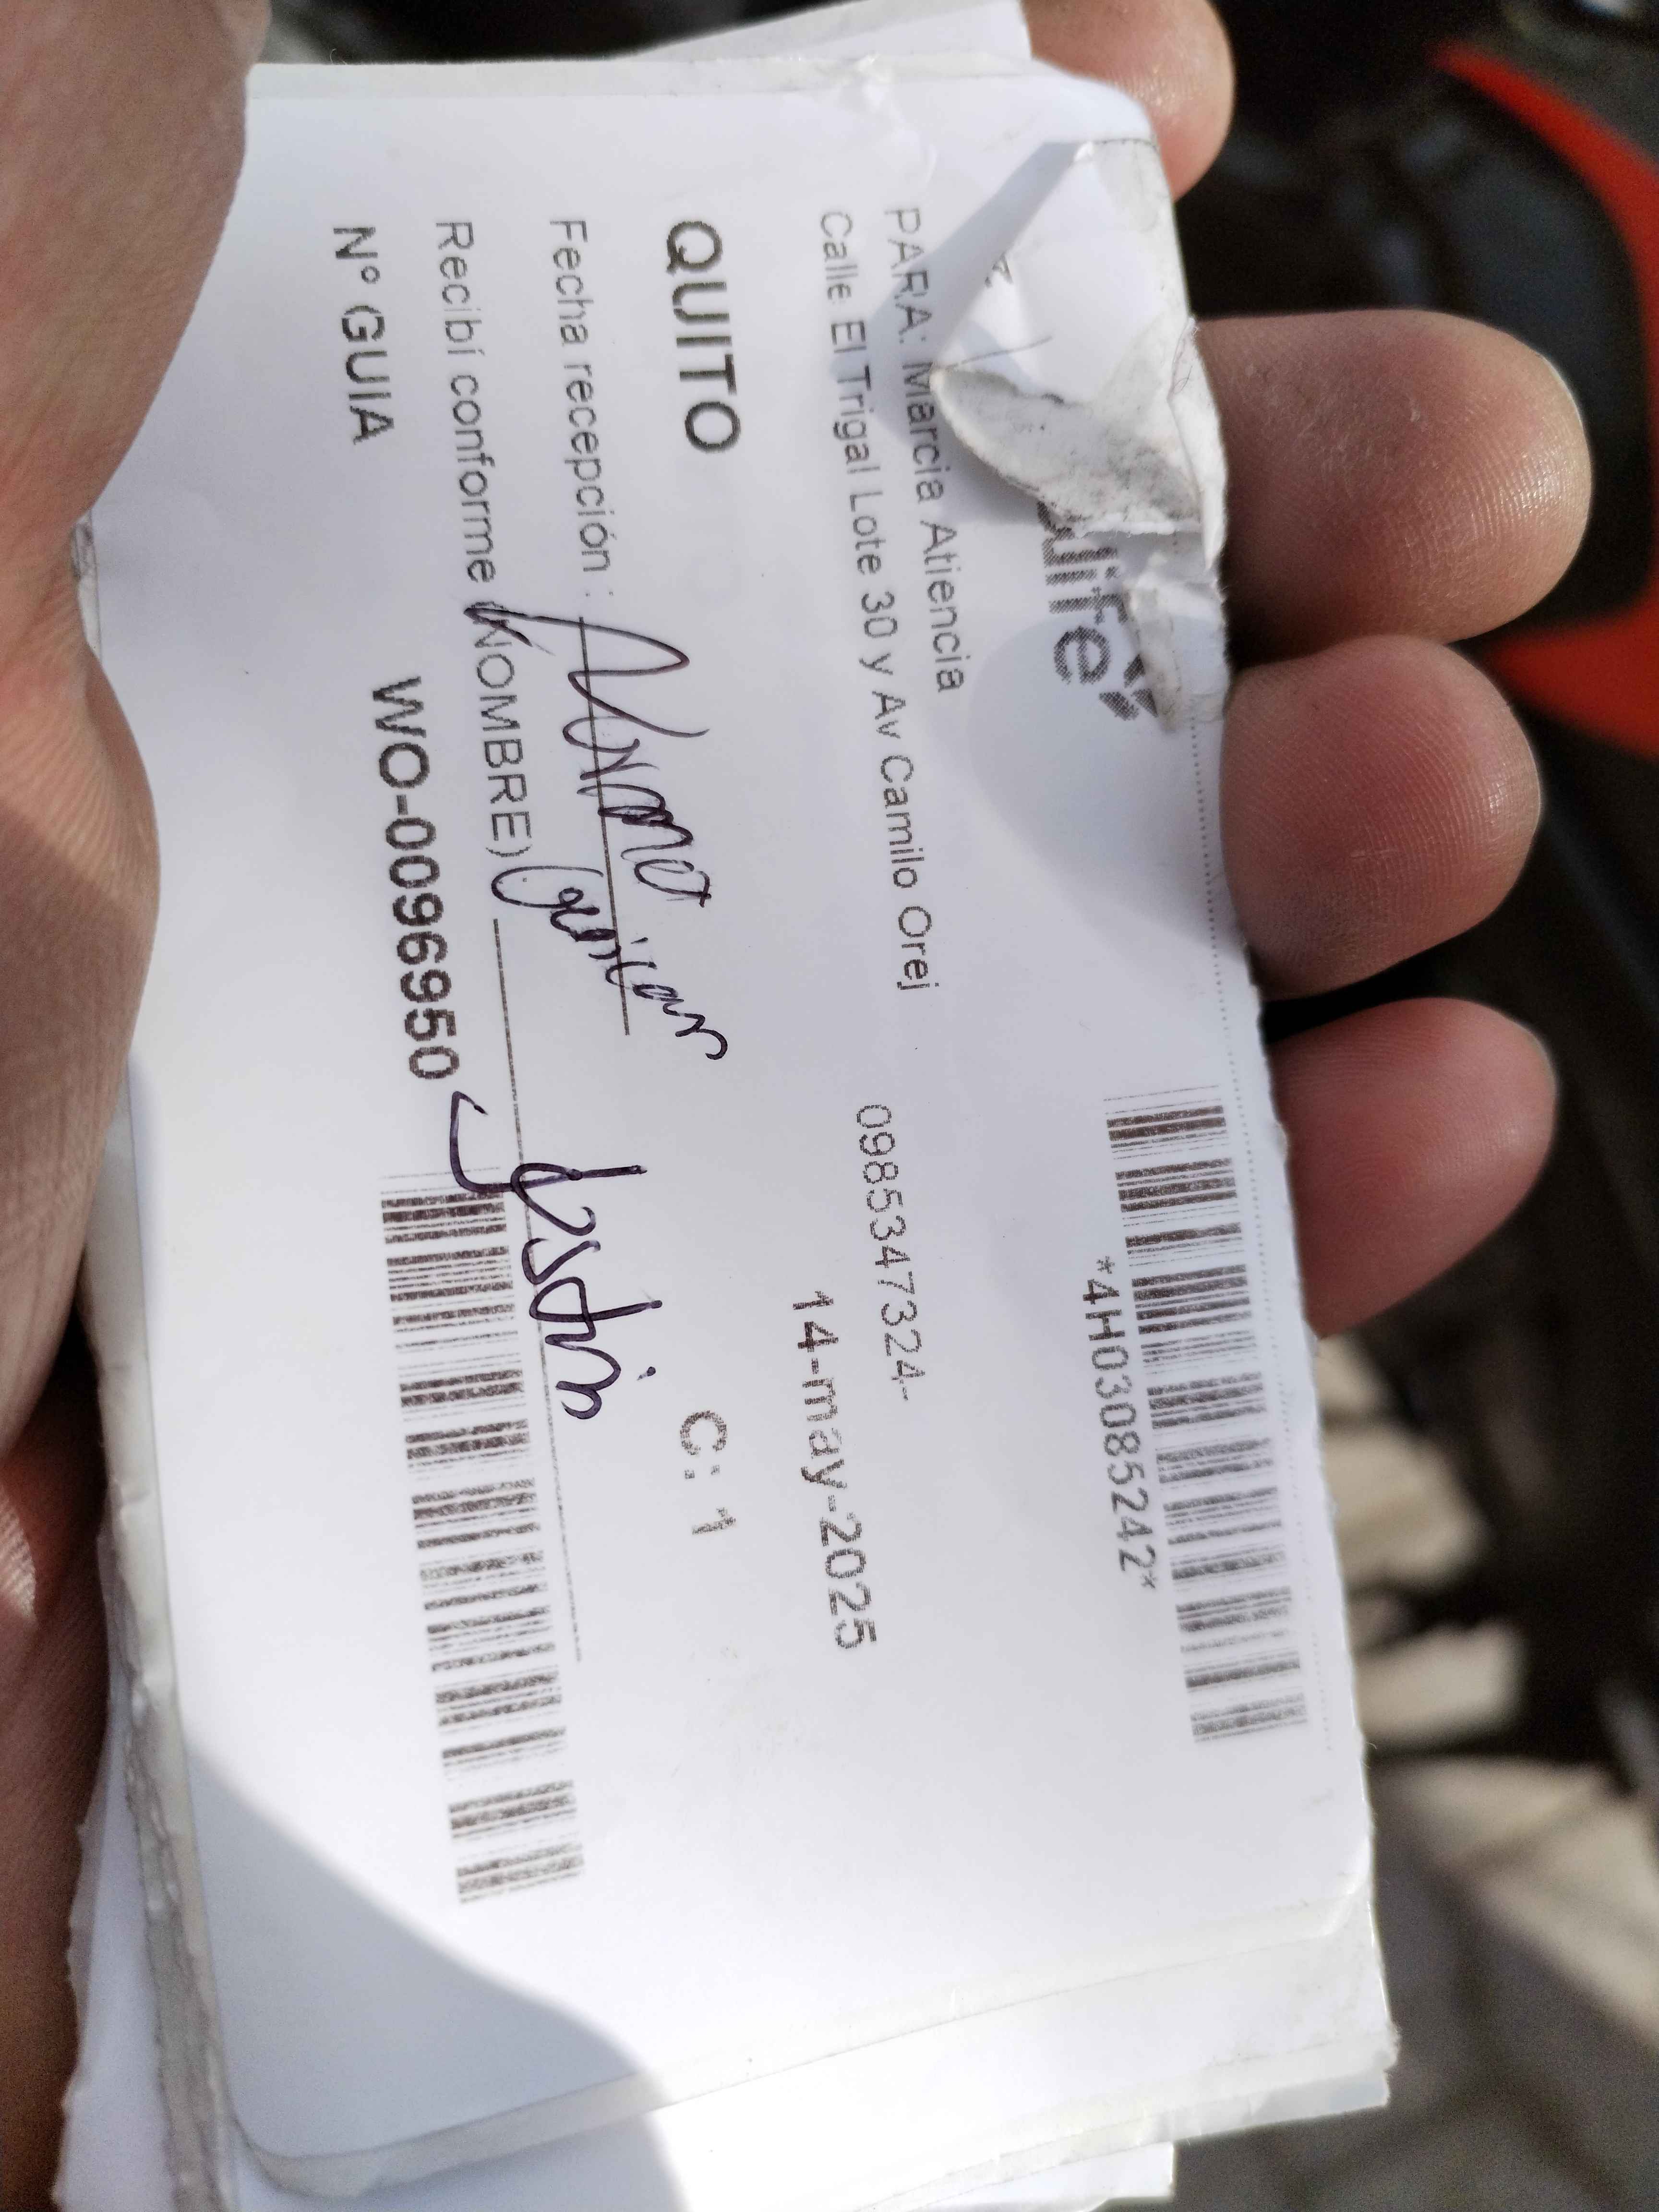 *4H03085242*
PARA: Marcia Atiencia
Calle El Trigal Lote 30 y Av Camilo Orej 0985347324-
14-may-2025
QUITO C: 1
Fecha recepción :
Recibí conforme (NOMBRE)
Justin
N° GUIA WO-0096950